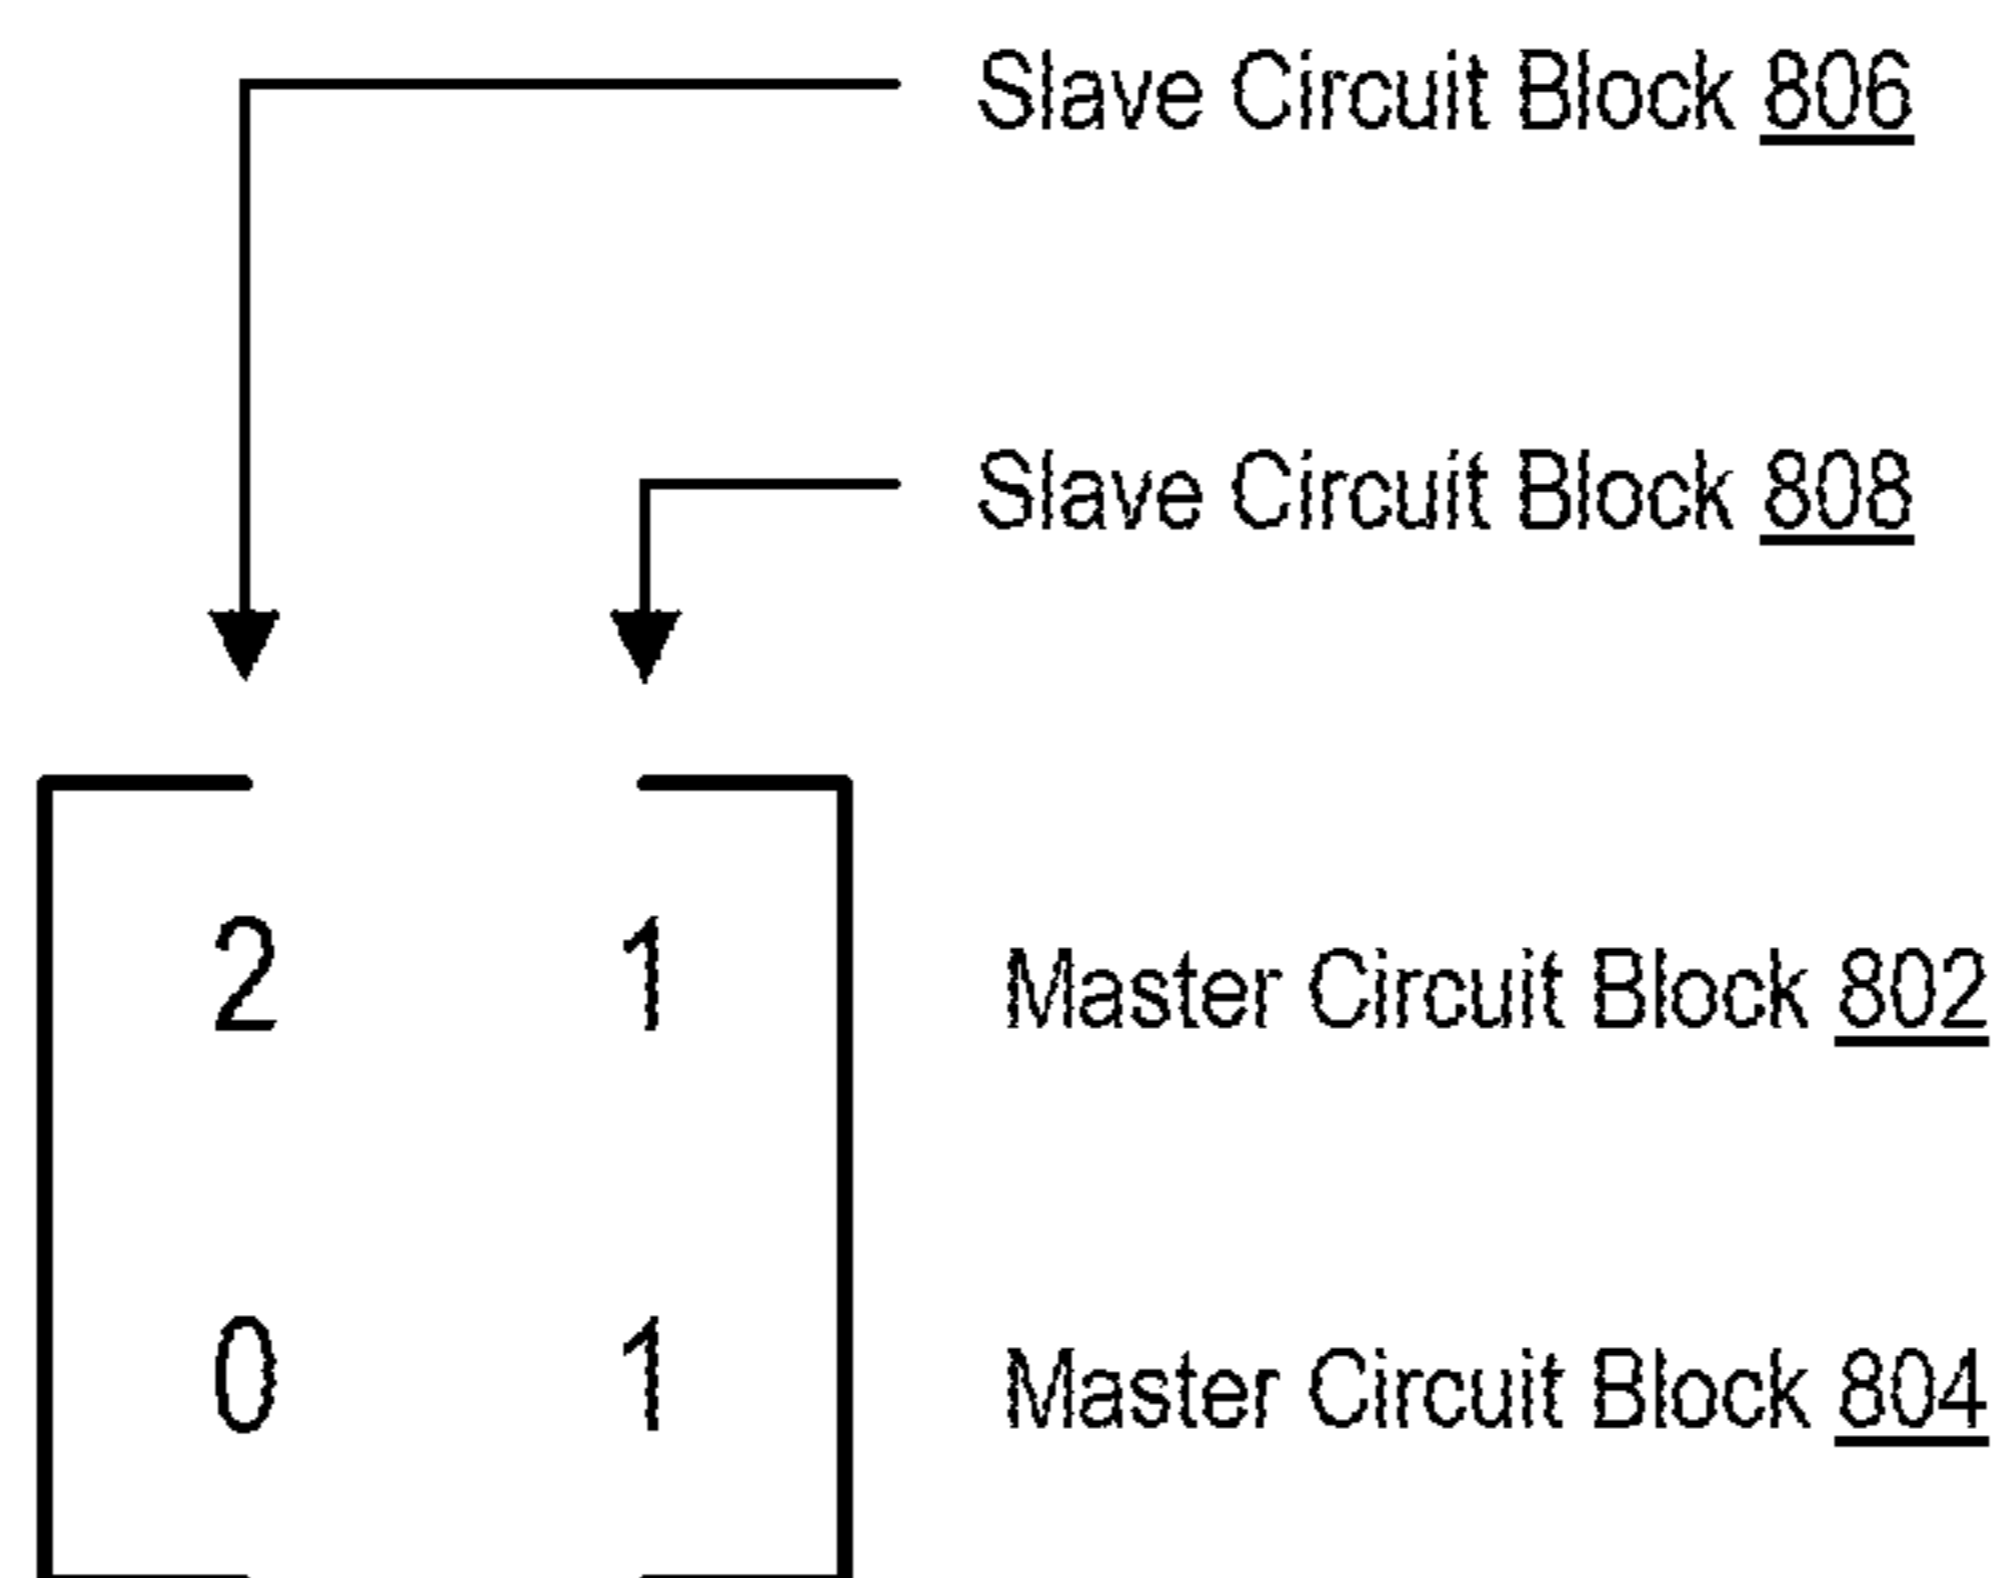 Slave Circuit Block 806
Slave Circuit Block 808
2 1 Master Circuit Block 802
0 1 Master Circuit Block 804